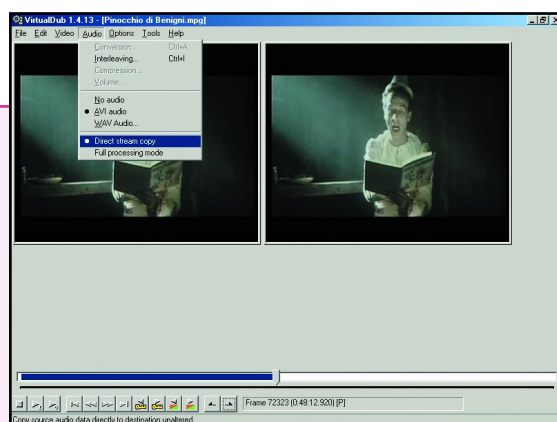 VirtualDub 1.4.13 - [Pinocchio di Benigni.mpg]
File Edit Video Audio Options Tools Help
Conversion... Ctrl+A
Interleaving... Ctrl+I
Compression...
Volume...
No audio
AVI audio
WAV Audio...
Direct stream copy
Full processing mode
Frame 72323 (0:48:12.920) [P]
Copy source audio data directly to destination unaltered